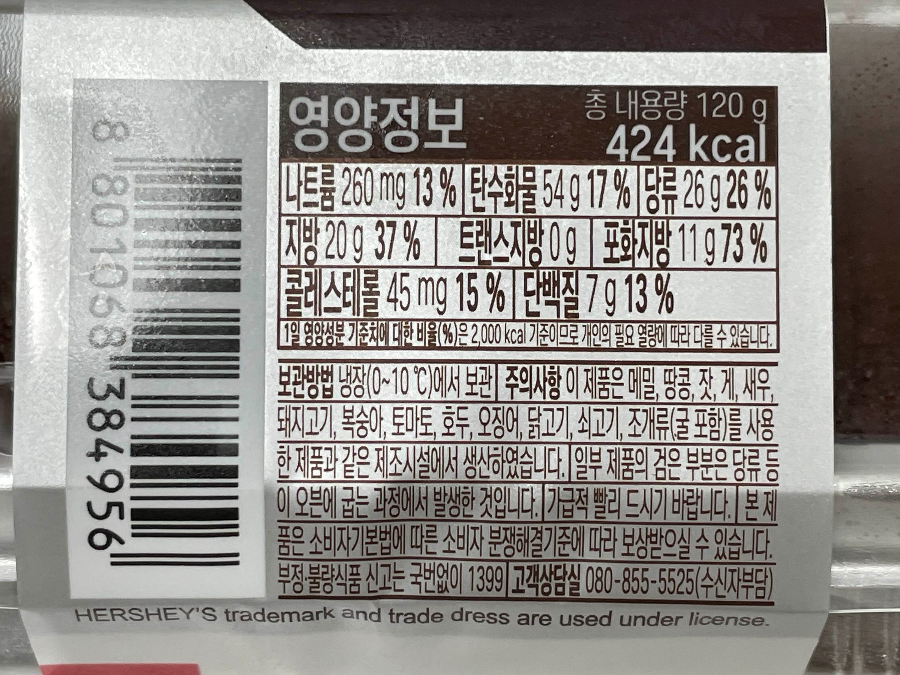 영양정보
총 내용량 120 g
424 kcal
나트륨 260 mg 13 % 탄수화물 54 g 17 % 당류 26 g 26 %
지방 20 g 37 % 트랜스지방 0 g 포화지방 11 g 73 %
콜레스테롤 45 mg 15 % 단백질 7 g 13 %
1일 영양성분 기준치에 대한 비율(%)은 2,000 kcal 기준이므로 개인의 필요 열량에 따라 다를 수 있습니다.
보관방법 냉장(0~10 ℃)에서 보관 주의사항 이 제품은 메밀, 땅콩, 잣, 게, 새우,
돼지고기, 복숭아, 토마토, 호두, 오징어, 닭고기, 쇠고기, 조개류(굴 포함)를 사용
한 제품과 같은 제조시설에서 생산하였습니다. 일부 제품의 검은 부분은 당류 등
이 오븐에 굽는 과정에서 발생한 것입니다. 가급적 빨리 드시기 바랍니다. 본 제
품은 소비자기본법에 따른 소비자 분쟁해결기준에 따라 보상받으실 수 있습니다.
부정·불량식품 신고는 국번없이 1399 고객상담실 080-855-5525(수신자부담)
HERSHEY'S trademark and trade dress are used under license.
8 801068 384956